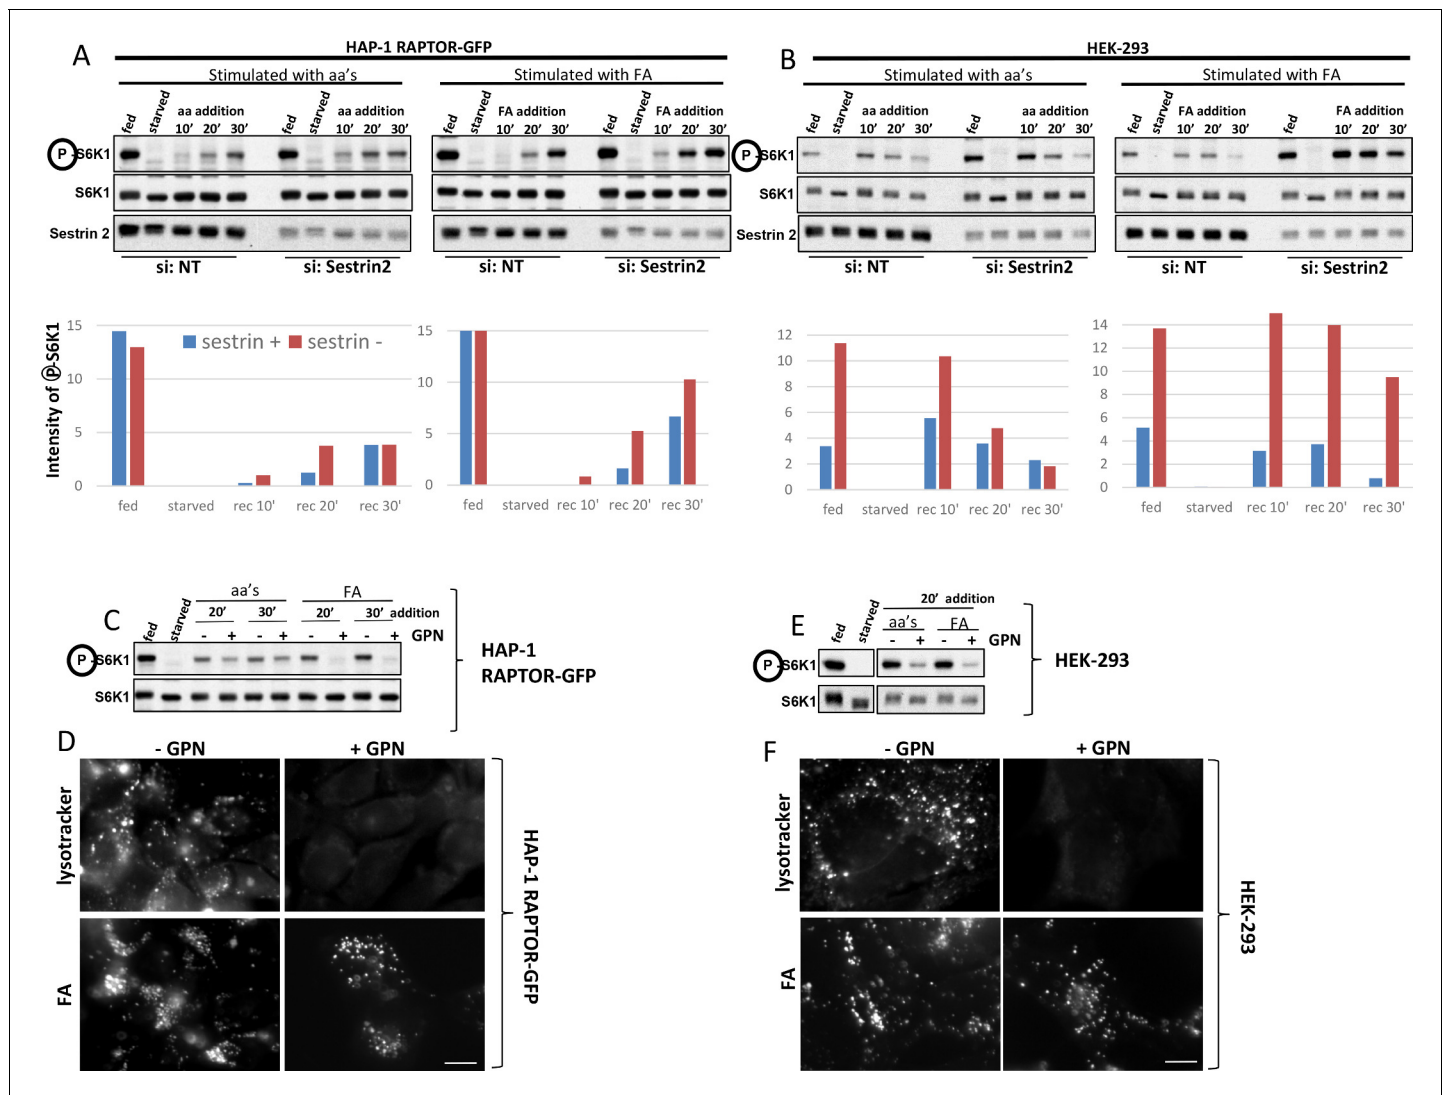 A
HAP-1 RAPTOR-GFP
Stimulated with aa's
Stimulated with FA
fed
starved
aa addition
10' 20' 30'
fed
starved
aa addition
10' 20' 30'
fed
starved
FA addition
10' 20' 30'
fed
starved
FA addition
10' 20' 30'
P-S6K1
S6K1
Sestrin 2
si: NT
si: Sestrin2
si: NT
si: Sestrin2
B
HEK-293
Stimulated with aa's
Stimulated with FA
fed
starved
aa addition
10' 20' 30'
fed
starved
aa addition
10' 20' 30'
fed
starved
FA addition
10' 20' 30'
fed
starved
FA addition
10' 20' 30'
P-S6K1
S6K1
Sestrin 2
si: NT
si: Sestrin2
si: NT
si: Sestrin2
Intensity of P-S6K1
15
10
5
0
sestrin + sestrin -
fed starved rec 10' rec 20' rec 30'
15
10
5
0
fed starved rec 10' rec 20' rec 30'
12
10
8
6
4
2
0
fed starved rec 10' rec 20' rec 30'
14
12
10
8
6
4
2
0
fed starved rec 10' rec 20' rec 30'
C
fed
starved
aa's FA
20' 30' 20' 30' addition
- + - + - + - + GPN
P-S6K1
S6K1
HAP-1
RAPTOR-GFP
D
- GPN + GPN
lysotracker
FA
HAP-1 RAPTOR-GFP
E
fed
starved
20' addition
aa's FA
- + - + GPN
P-S6K1
S6K1
HEK-293
F
- GPN + GPN
lysotracker
FA
HEK-293